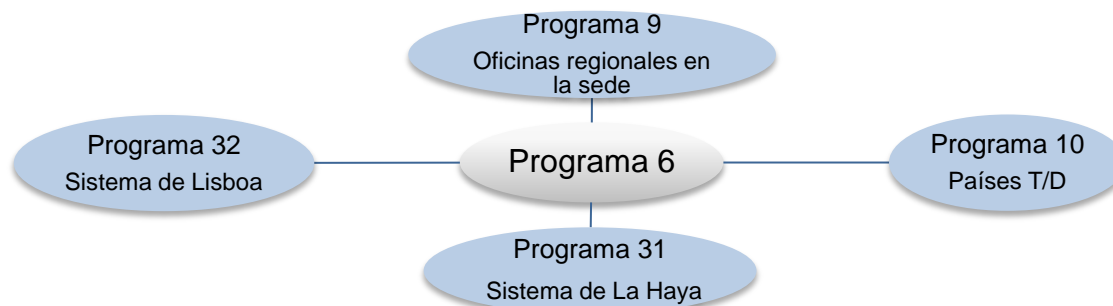 Programa 9
Oficinas regionales en
la sede
Programa 32
Sistema de Lisboa
Programa 6
Programa 10
Países T/D
Programa 31
Sistema de La Haya